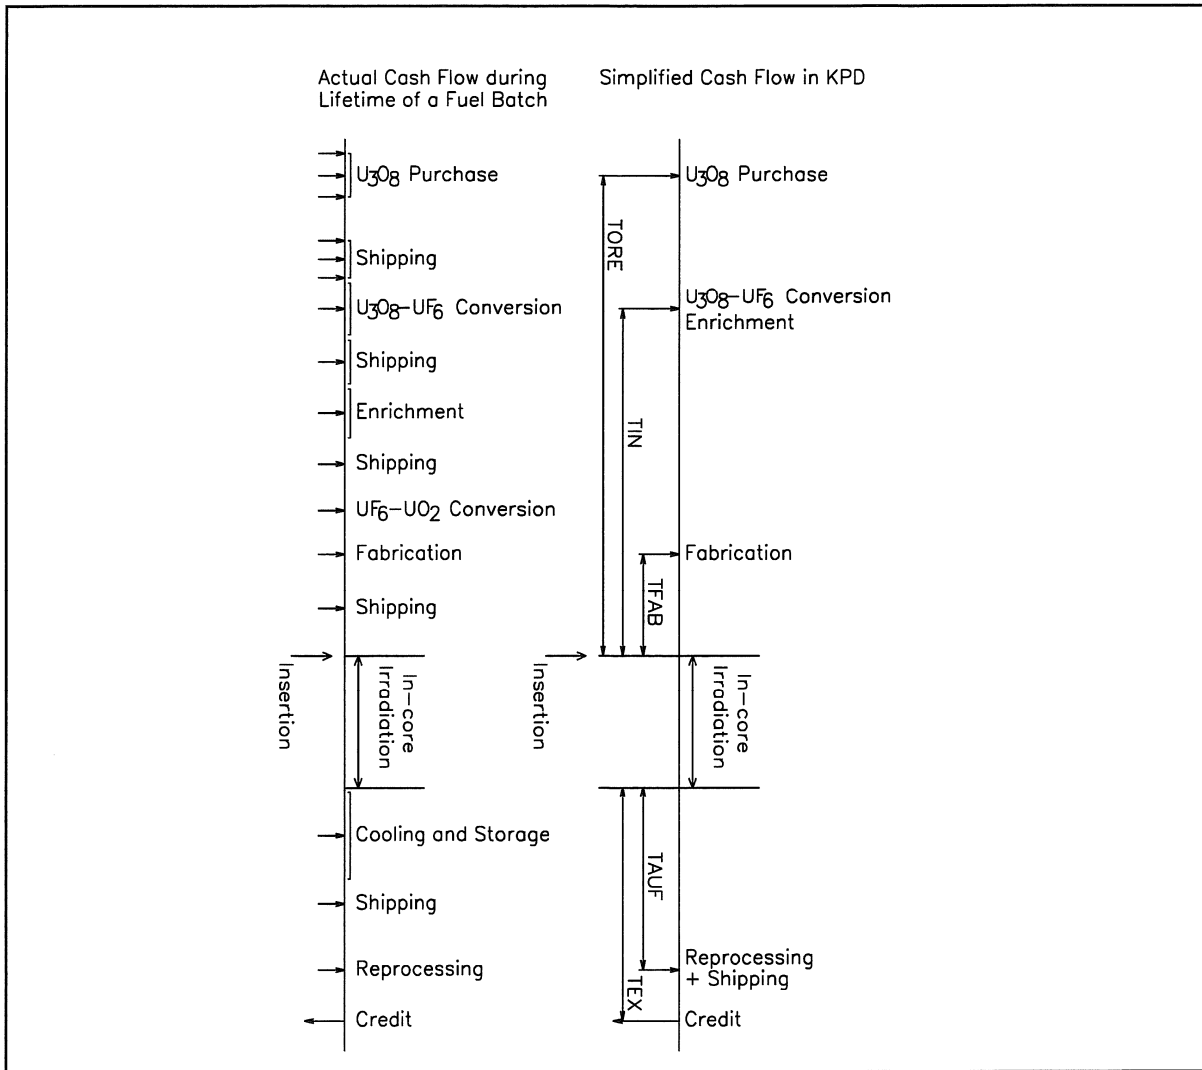 Actual Cash Flow during
Lifetime of a Fuel Batch
U3O8 Purchase
Shipping
U3O8-UF6 Conversion
Shipping
Enrichment
Shipping
UF6-UO2 Conversion
Fabrication
Shipping
Insertion
In-core
Irradiation
Cooling and Storage
Shipping
Reprocessing
Credit
Simplified Cash Flow in KPD
U3O8 Purchase
TORE
U3O8-UF6 Conversion
Enrichment
TIN
Fabrication
TFAB
Insertion
In-core
Irradiation
TAUF
Reprocessing
+ Shipping
TEX
Credit